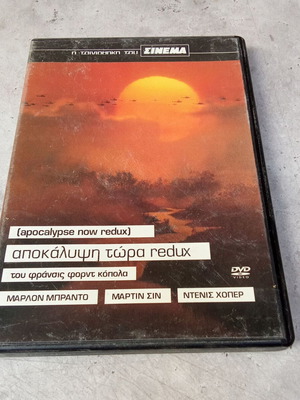 Η ΤΑΙΝΙΟΘΗΚΗ ΤΟΥ ΣΙΝΕΜΑ
(apocalypse now redux)
αποκάλυψη τώρα redux
του φράνσις φορντ κόπολα
DVD
VIDEO
ΜΑΡΛΟΝ ΜΠΡΑΝΤΟ ΜΑΡΤΙΝ ΣΙΝ ΝΤΕΝΙΣ ΧΟΠΕΡ